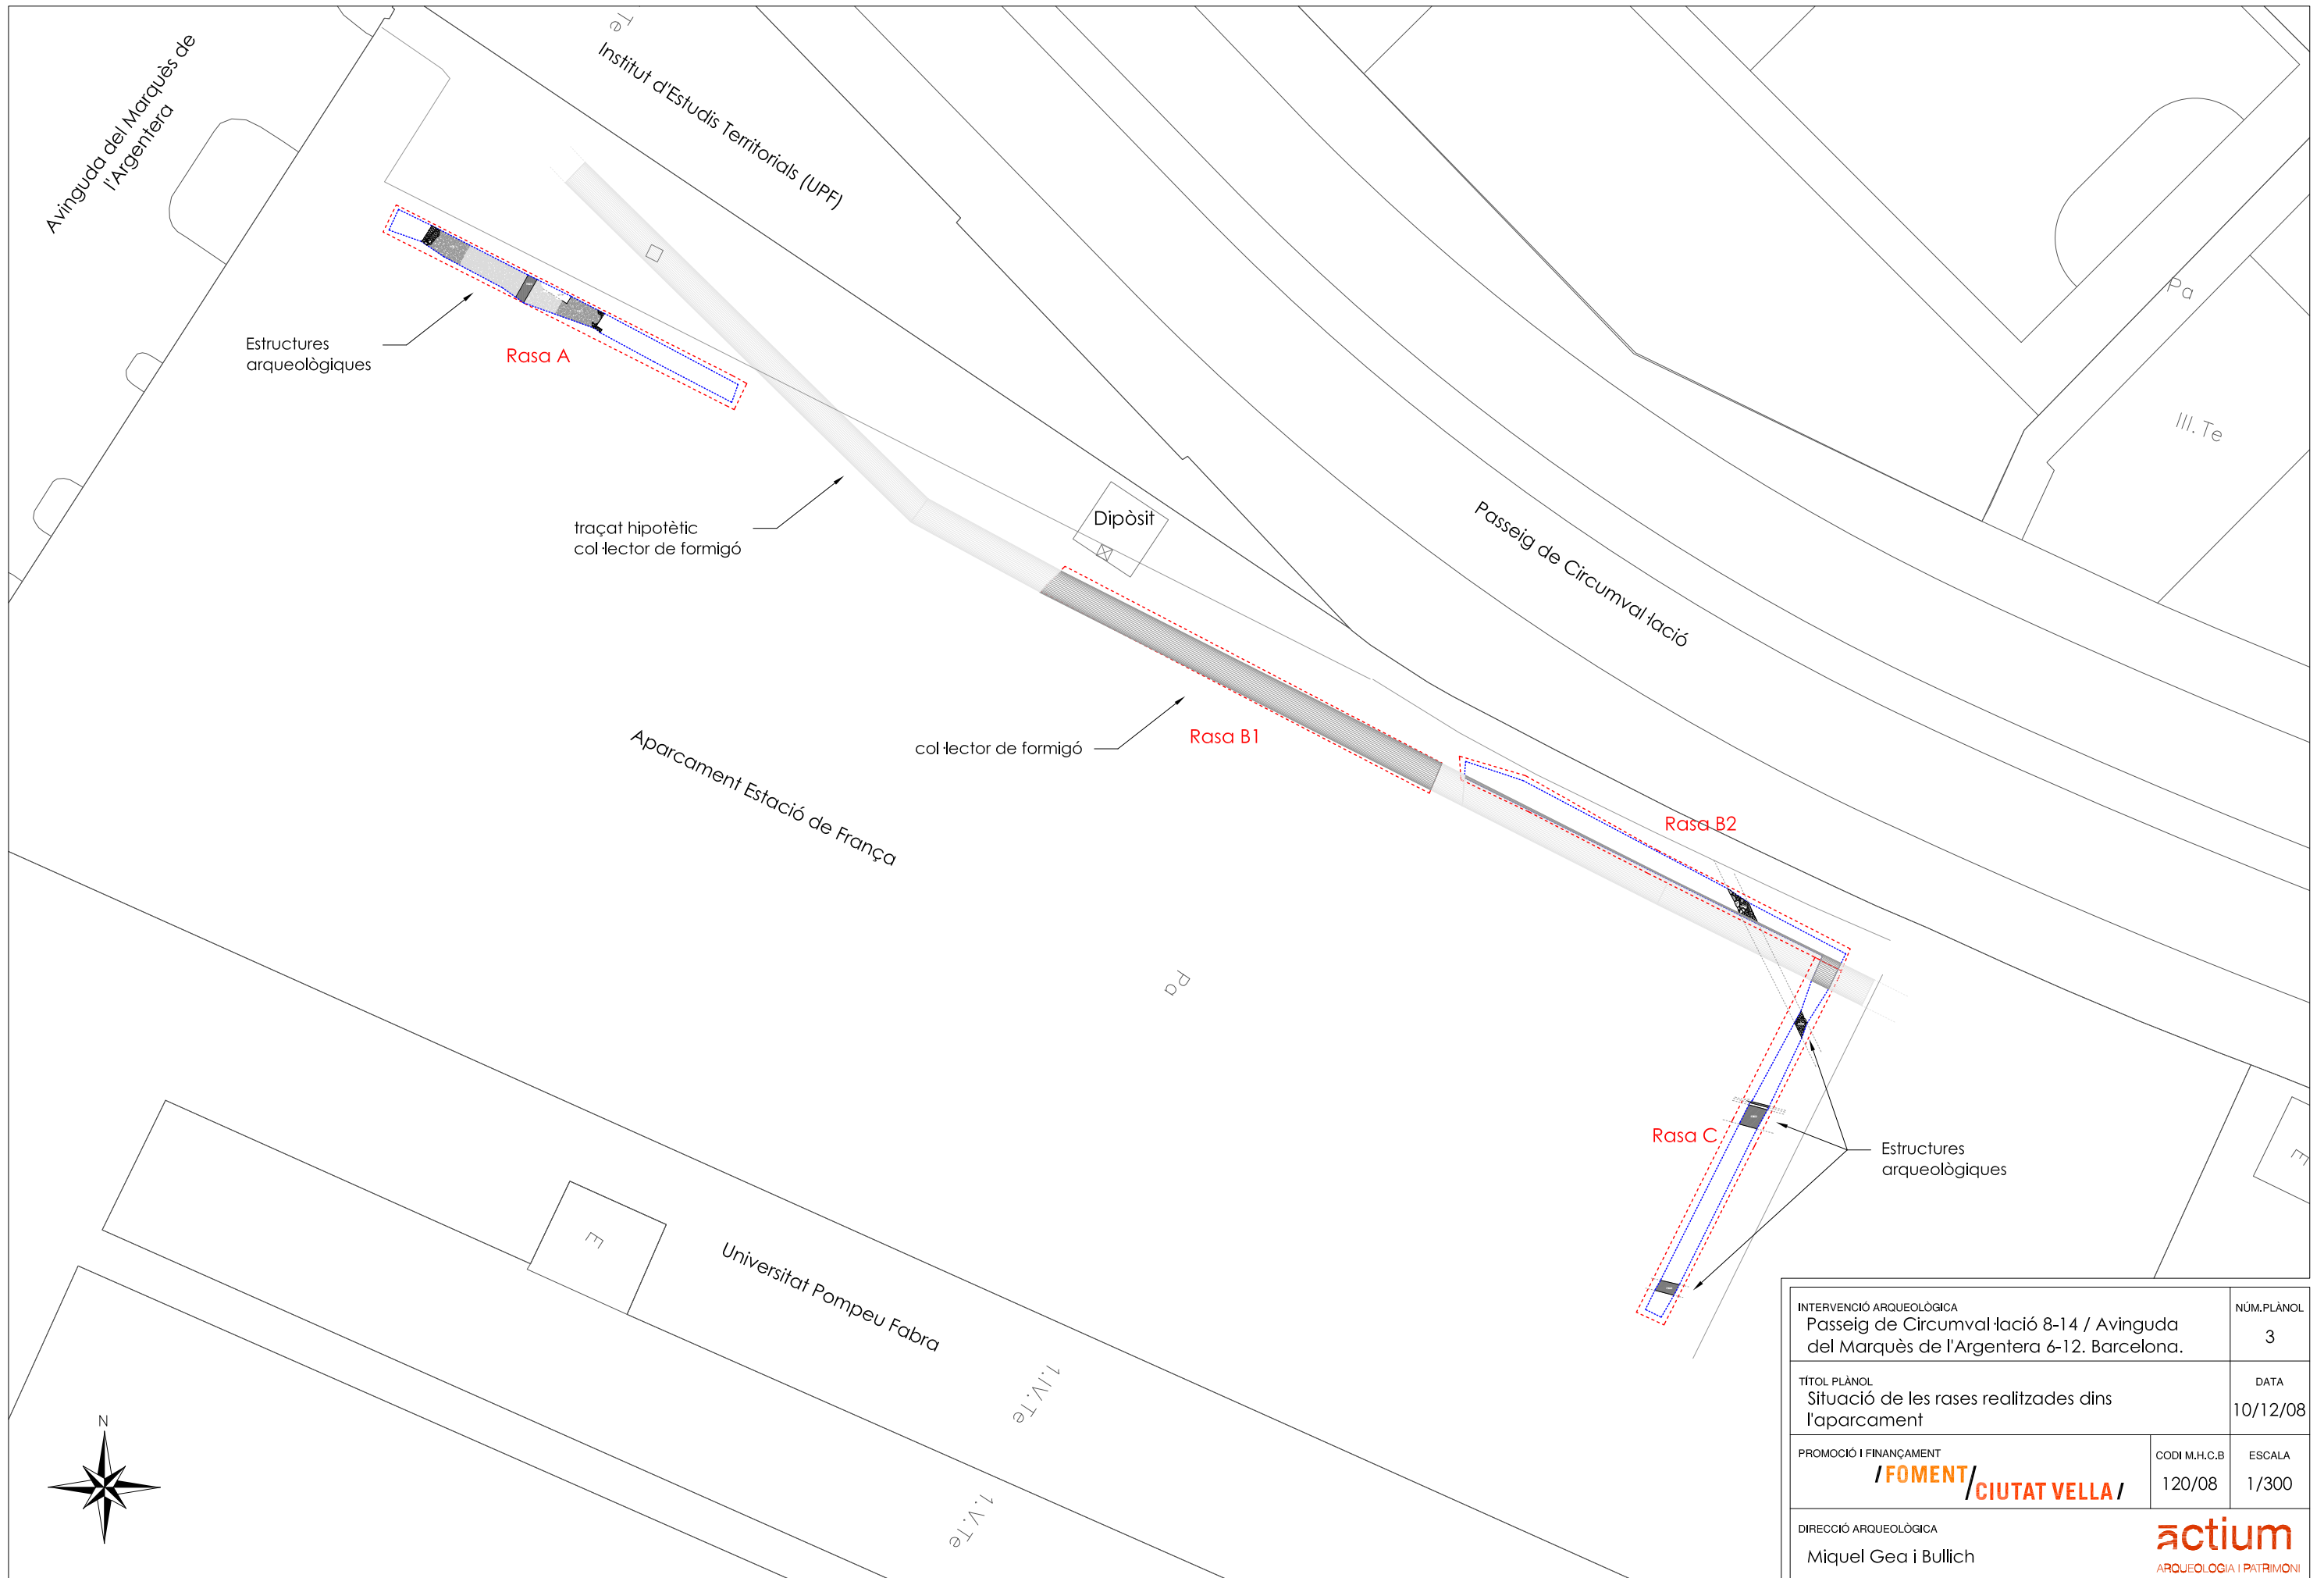 Avinguda del Marquès de
l'Argentera
Te
Institut d'Estudis Territorials (UPF)
Pa
III. Te
Estructures
arqueològiques
Rasa A
traçat hipotètic
col·lector de formigó
Dipòsit
Passeig de Circumval·lació
col·lector de formigó
Rasa B1
Aparcament Estació de França
Rasa B2
Pa
Rasa C
Estructures
arqueològiques
E
E
Universitat Pompeu Fabra
1.IV.Te
1.V.Te
N
INTERVENCIÓ ARQUEOLÒGICA
Passeig de Circumval·lació 8-14 / Avinguda
del Marquès de l'Argentera 6-12. Barcelona.
NÚM.PLÀNOL
3
TÍTOL PLÀNOL
Situació de les rases realitzades dins
l'aparcament
DATA
10/12/08
PROMOCIÓ I FINANÇAMENT
/FOMENT/
CIUTAT VELLA/
CODI M.H.C.B
120/08
ESCALA
1/300
DIRECCIÓ ARQUEOLÒGICA
Miquel Gea i Bullich
actium
ARQUEOLOGIA I PATRIMONI